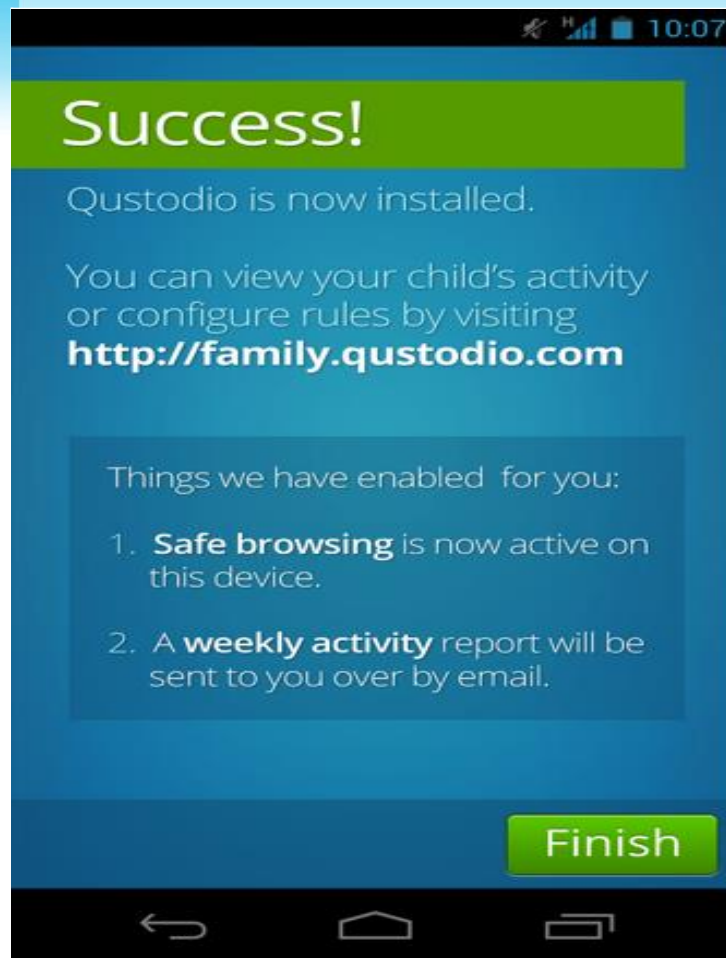 10:07
Success!
Qustodio is now installed.
You can view your child's activity
or configure rules by visiting
http://family.qustodio.com
Things we have enabled for you:
1. Safe browsing is now active on
this device.
2. A weekly activity report will be
sent to you over by email.
Finish